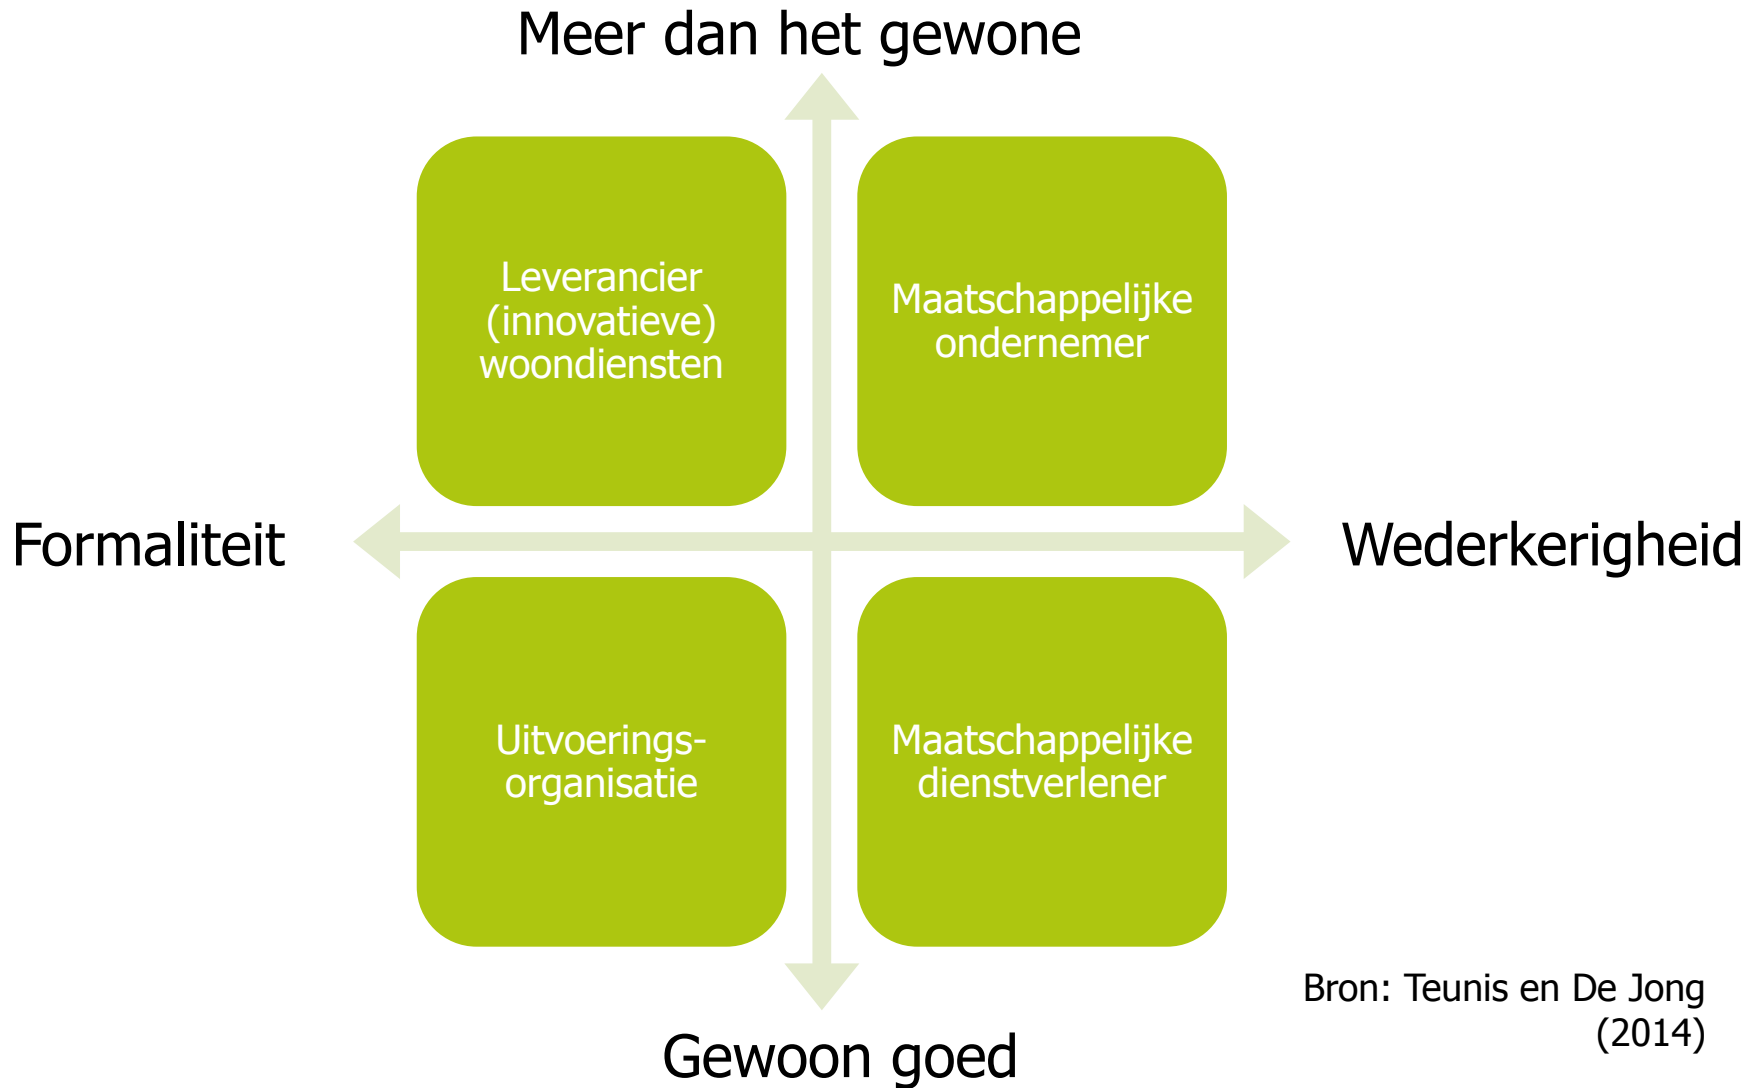 Meer dan het gewone
Leverancier
(innovatieve)
woondiensten
Maatschappelijke
ondernemer
Formaliteit
Wederkerigheid
Uitvoerings-
organisatie
Maatschappelijke
dienstverlener
Gewoon goed
Bron: Teunis en De Jong
(2014)